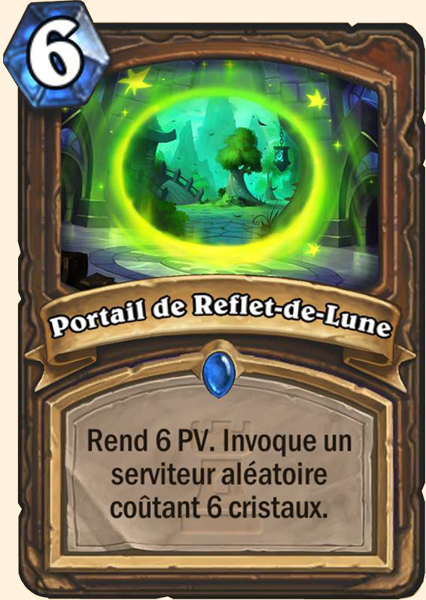 6
Portail de Reflet-de-Lune
Rend 6 PV. Invoque un
serviteur aléatoire
coûtant 6 cristaux.